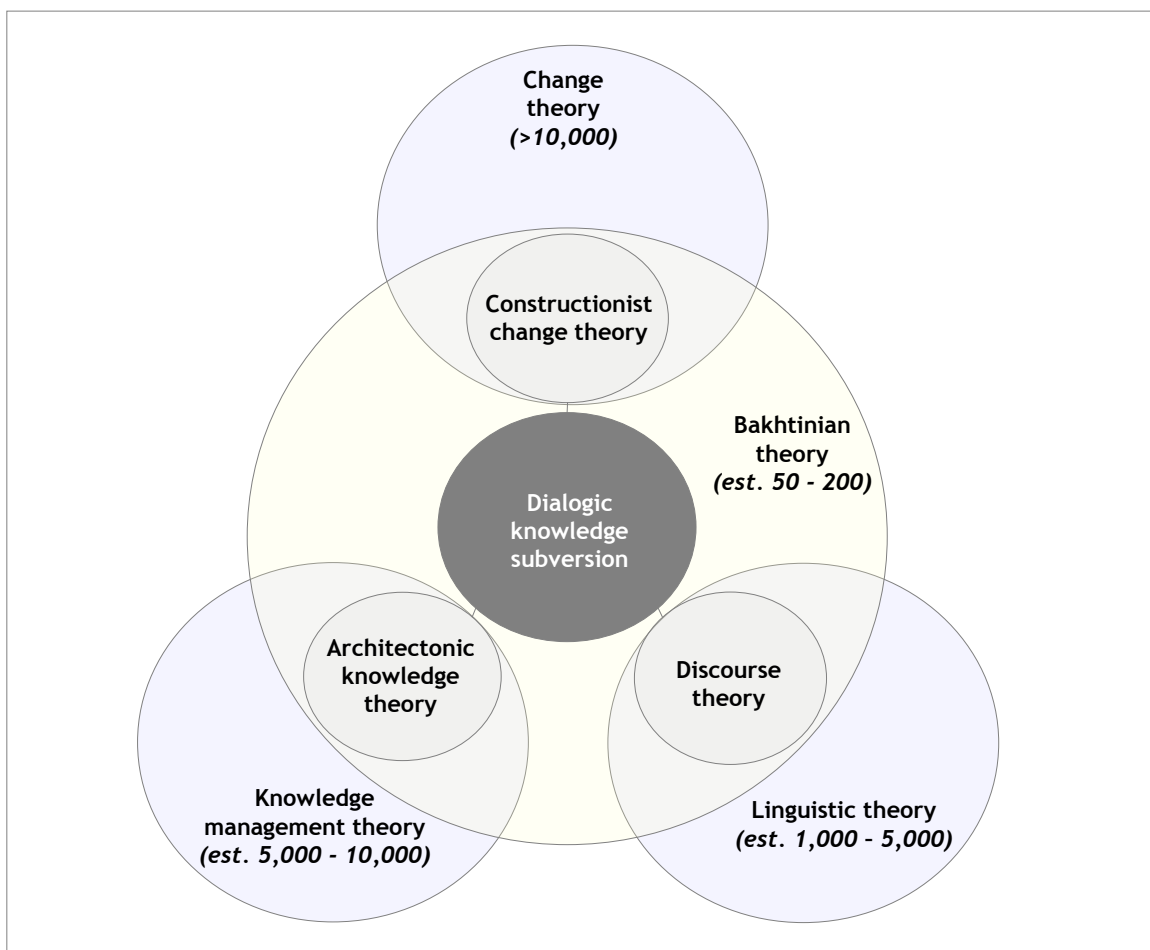 Change
theory
(>10,000)
Constructionist
change theory
Bakhtinian
theory
(est. 50 - 200)
Dialogic
knowledge
subversion
Architectonic
knowledge
theory
Discourse
theory
Knowledge
management theory
(est. 5,000 - 10,000)
Linguistic theory
(est. 1,000 – 5,000)